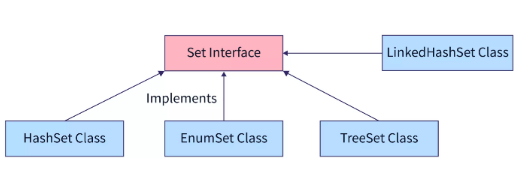 Set Interface
LinkedHashSet Class
Implements
HashSet Class
EnumSet Class
TreeSet Class